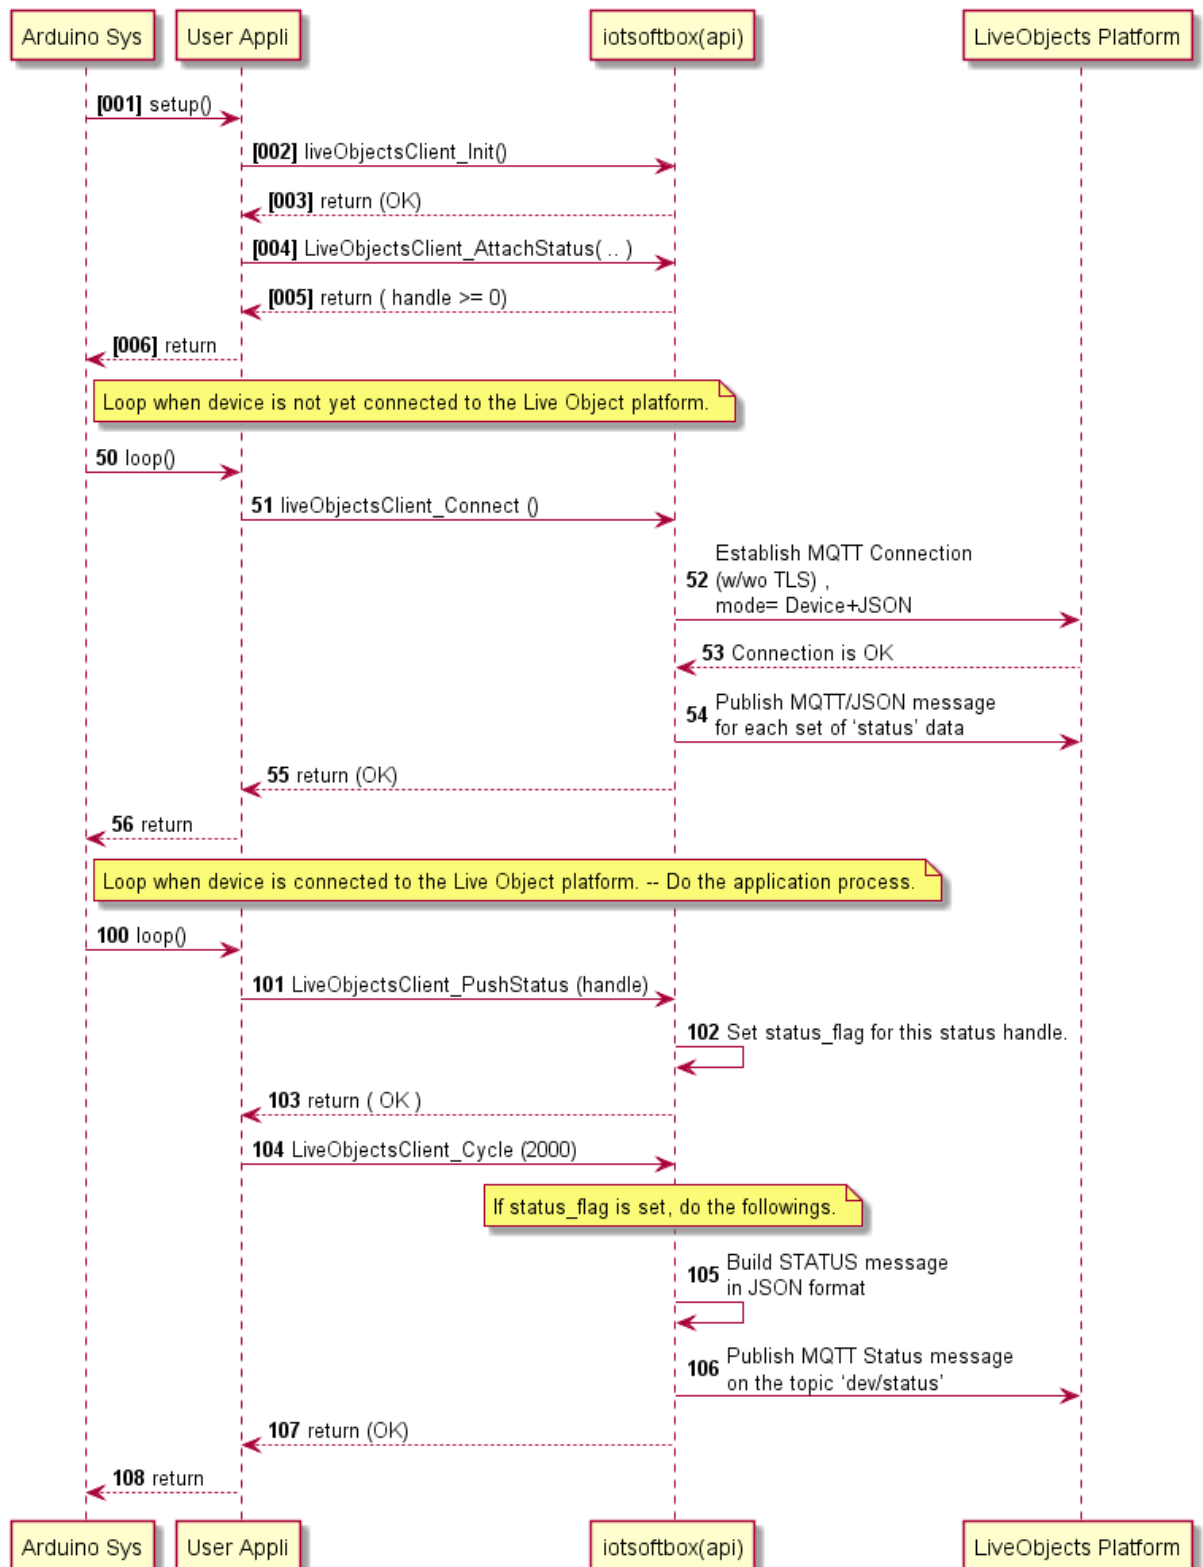 Arduino Sys
User Appli
iotsoftbox(api)
LiveObjects Platform
[001] setup()
[002] liveObjectsClient_Init()
[003] return (OK)
[004] LiveObjectsClient_AttachStatus( .. )
[005] return ( handle >= 0)
[006] return
Loop when device is not yet connected to the Live Object platform.
50 loop()
51 liveObjectsClient_Connect ()
Establish MQTT Connection
52 (w/wo TLS) ,
mode= Device+JSON
53 Connection is OK
54 Publish MQTT/JSON message
for each set of ‘status’ data
55 return (OK)
56 return
Loop when device is connected to the Live Object platform. -- Do the application process.
100 loop()
101 LiveObjectsClient_PushStatus (handle)
102 Set status_flag for this status handle.
103 return ( OK )
104 LiveObjectsClient_Cycle (2000)
If status_flag is set, do the followings.
105 Build STATUS message
in JSON format
106 Publish MQTT Status message
on the topic ‘dev/status’
107 return (OK)
108 return
Arduino Sys
User Appli
iotsoftbox(api)
LiveObjects Platform